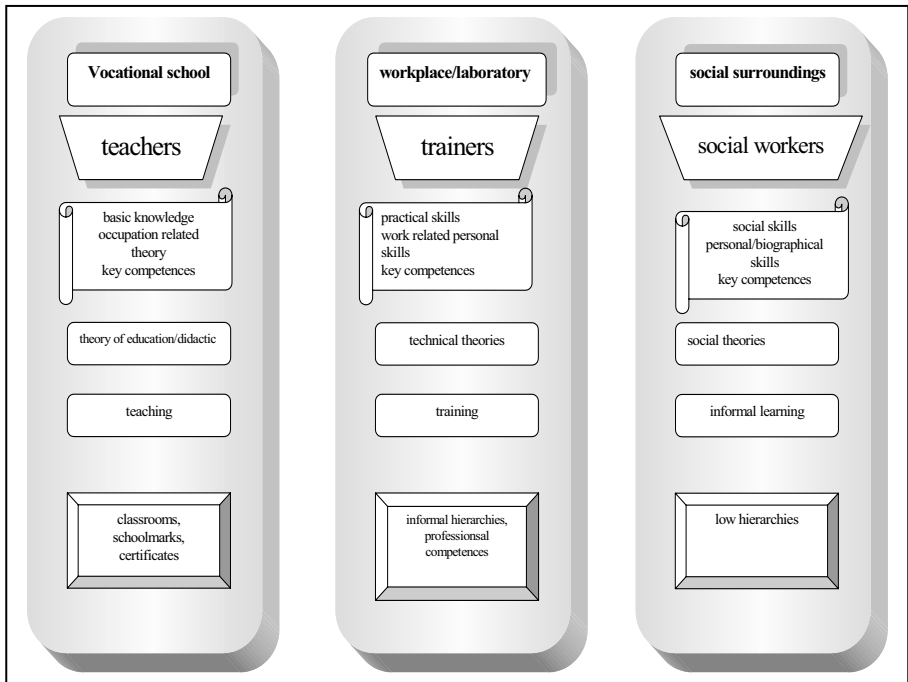 Vocational school
teachers
basic knowledge
occupation related
theory
key competences
theory of education/didactic
teaching
classrooms,
schoolmarks,
certificates
workplace/laboratory
trainers
practical skills
work related personal
skills
key competences
technical theories
training
informal hierarchies,
professionsal
competences
social surroundings
social workers
social skills
personal/biographical
skills
key competences
social theories
informal learning
low hierarchies